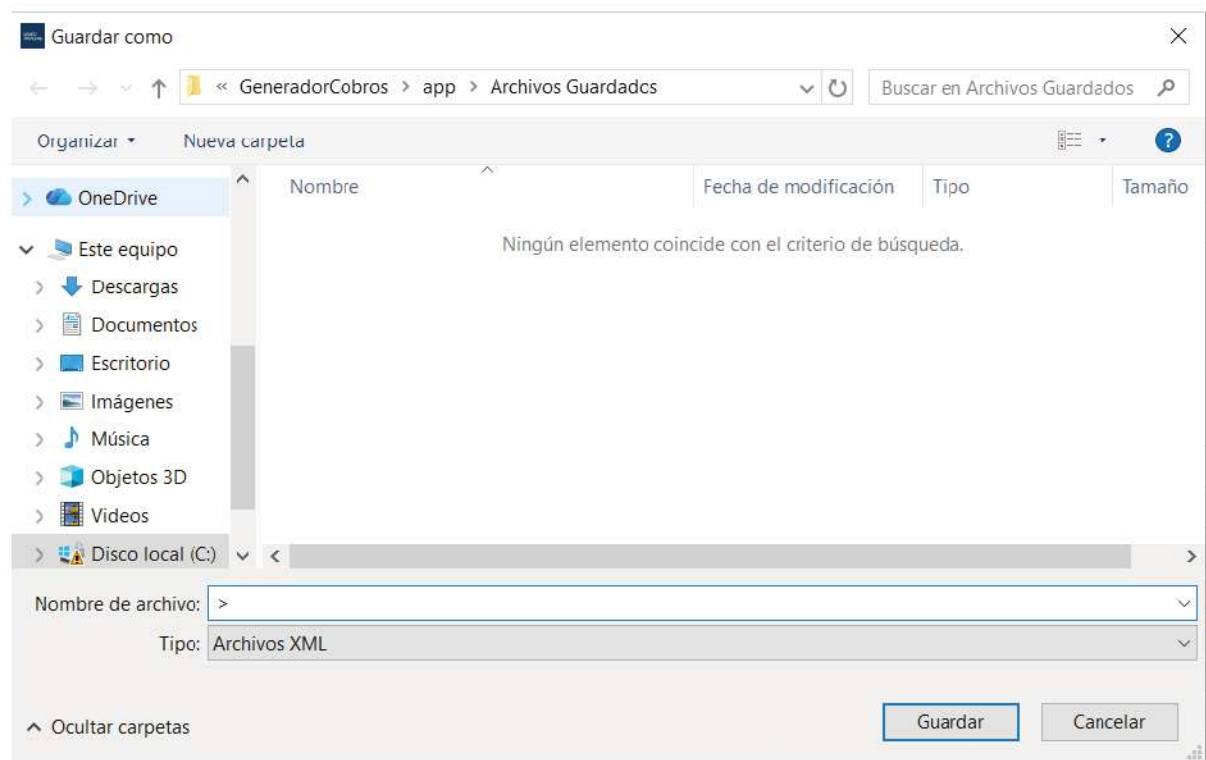 Guardar como
« GeneradorCobros > app > Archivos Guardados
Buscar en Archivos Guardados
Organizar
Nueva carpeta
Nombre
Fecha de modificación
Tipo
Tamaño
OneDrive
Ningún elemento coincide con el criterio de búsqueda.
Este equipo
Descargas
Documentos
Escritorio
Imágenes
Música
Objetos 3D
Videos
Disco local (C:)
Nombre de archivo: >
Tipo: Archivos XML
Ocultar carpetas
Guardar
Cancelar